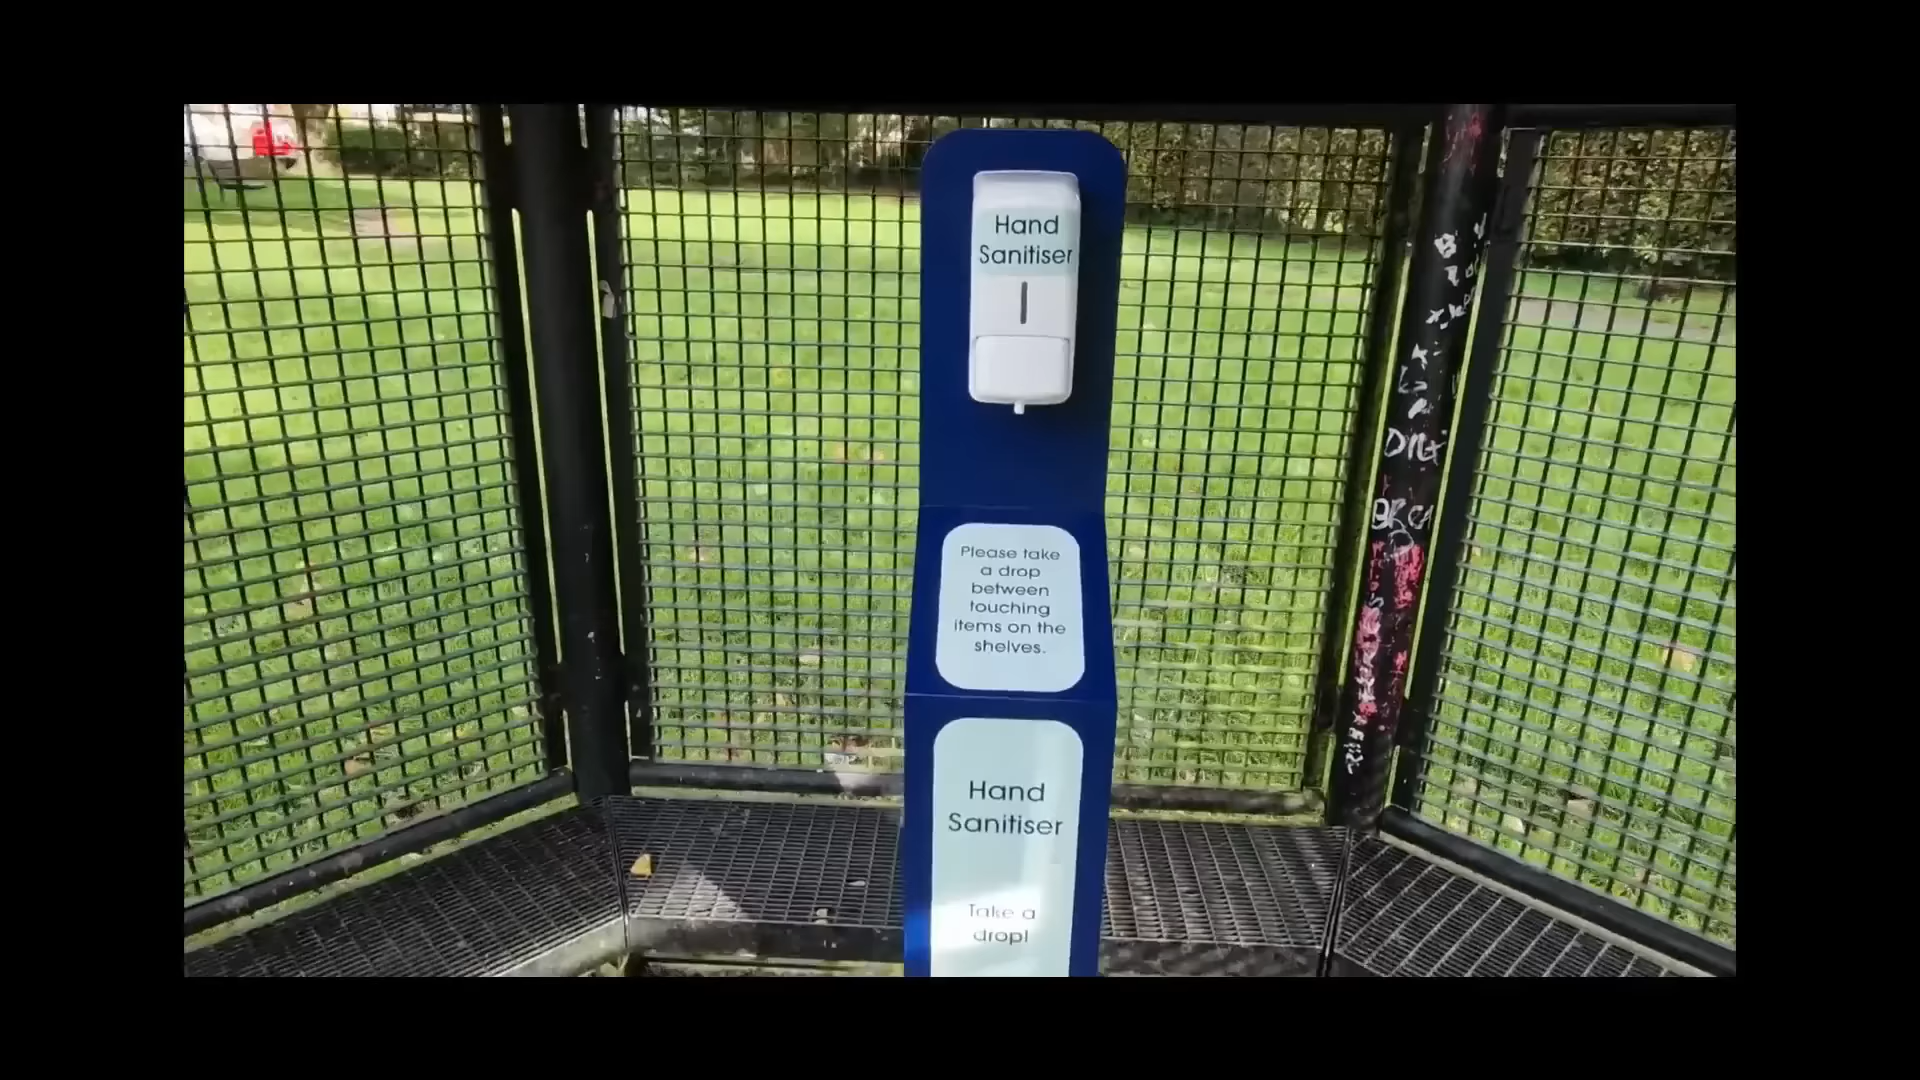 Hand
Sanitiser
Please take
a drop
between
touching
items on the
shelves.
Hand
Sanitiser
Take a
drop!